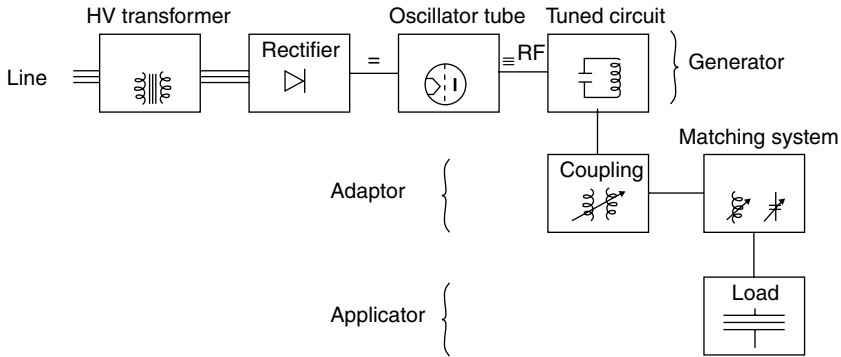 HV transformer
Oscillator tube
Tuned circuit
Line
Rectifier
=
≡RF
Generator
Matching system
Adaptor
Coupling
Applicator
Load